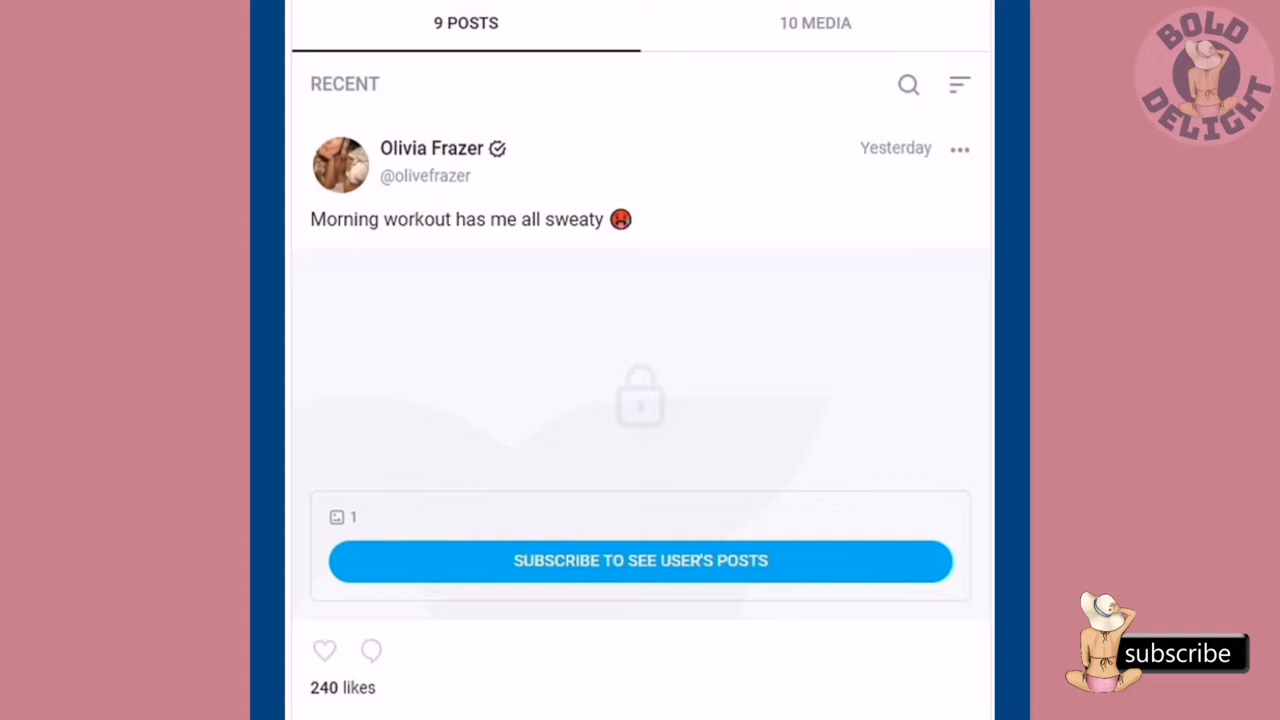 9 POSTS
10 MEDIA
RECENT
Olivia Frazer
@olivefrazer
Yesterday
Morning workout has me all sweaty
1
SUBSCRIBE TO SEE USER'S POSTS
240 likes
BOLD
DELIGHT
subscribe